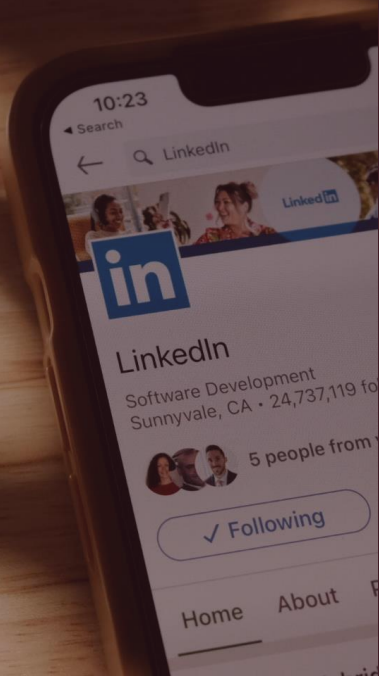 10:23
Search
LinkedIn
Linked in
in
LinkedIn
Software Development
Sunnyvale, CA • 24,737,119 fo
5 people from
✓ Following
Home About